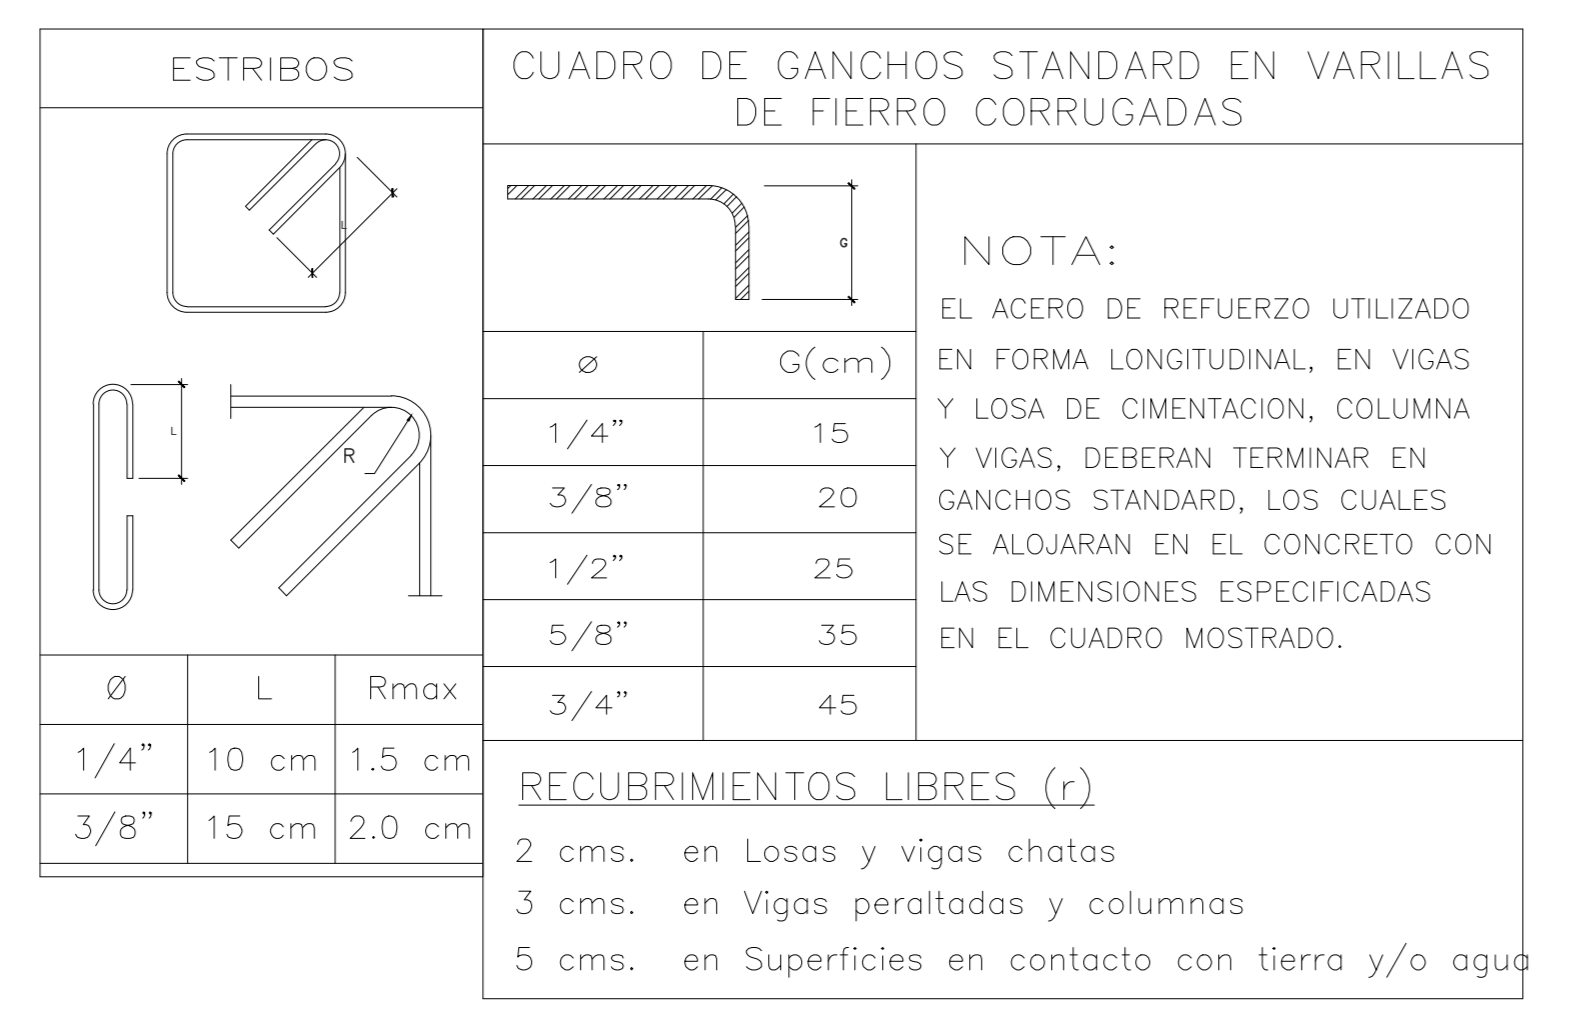 ESTRIBOS
L
L
R
Ø L Rmax
1/4" 10 cm 1.5 cm
3/8" 15 cm 2.0 cm
CUADRO DE GANCHOS STANDARD EN VARILLAS
DE FIERRO CORRUGADAS
G
Ø G(cm)
1/4" 15
3/8" 20
1/2" 25
5/8" 35
3/4" 45
NOTA:
EL ACERO DE REFUERZO UTILIZADO
EN FORMA LONGITUDINAL, EN VIGAS
Y LOSA DE CIMENTACION, COLUMNA
Y VIGAS, DEBERAN TERMINAR EN
GANCHOS STANDARD, LOS CUALES
SE ALOJARAN EN EL CONCRETO CON
LAS DIMENSIONES ESPECIFICADAS
EN EL CUADRO MOSTRADO.
RECUBRIMIENTOS LIBRES (r)
2 cms. en Losas y vigas chatas
3 cms. en Vigas peraltadas y columnas
5 cms. en Superficies en contacto con tierra y/o agua